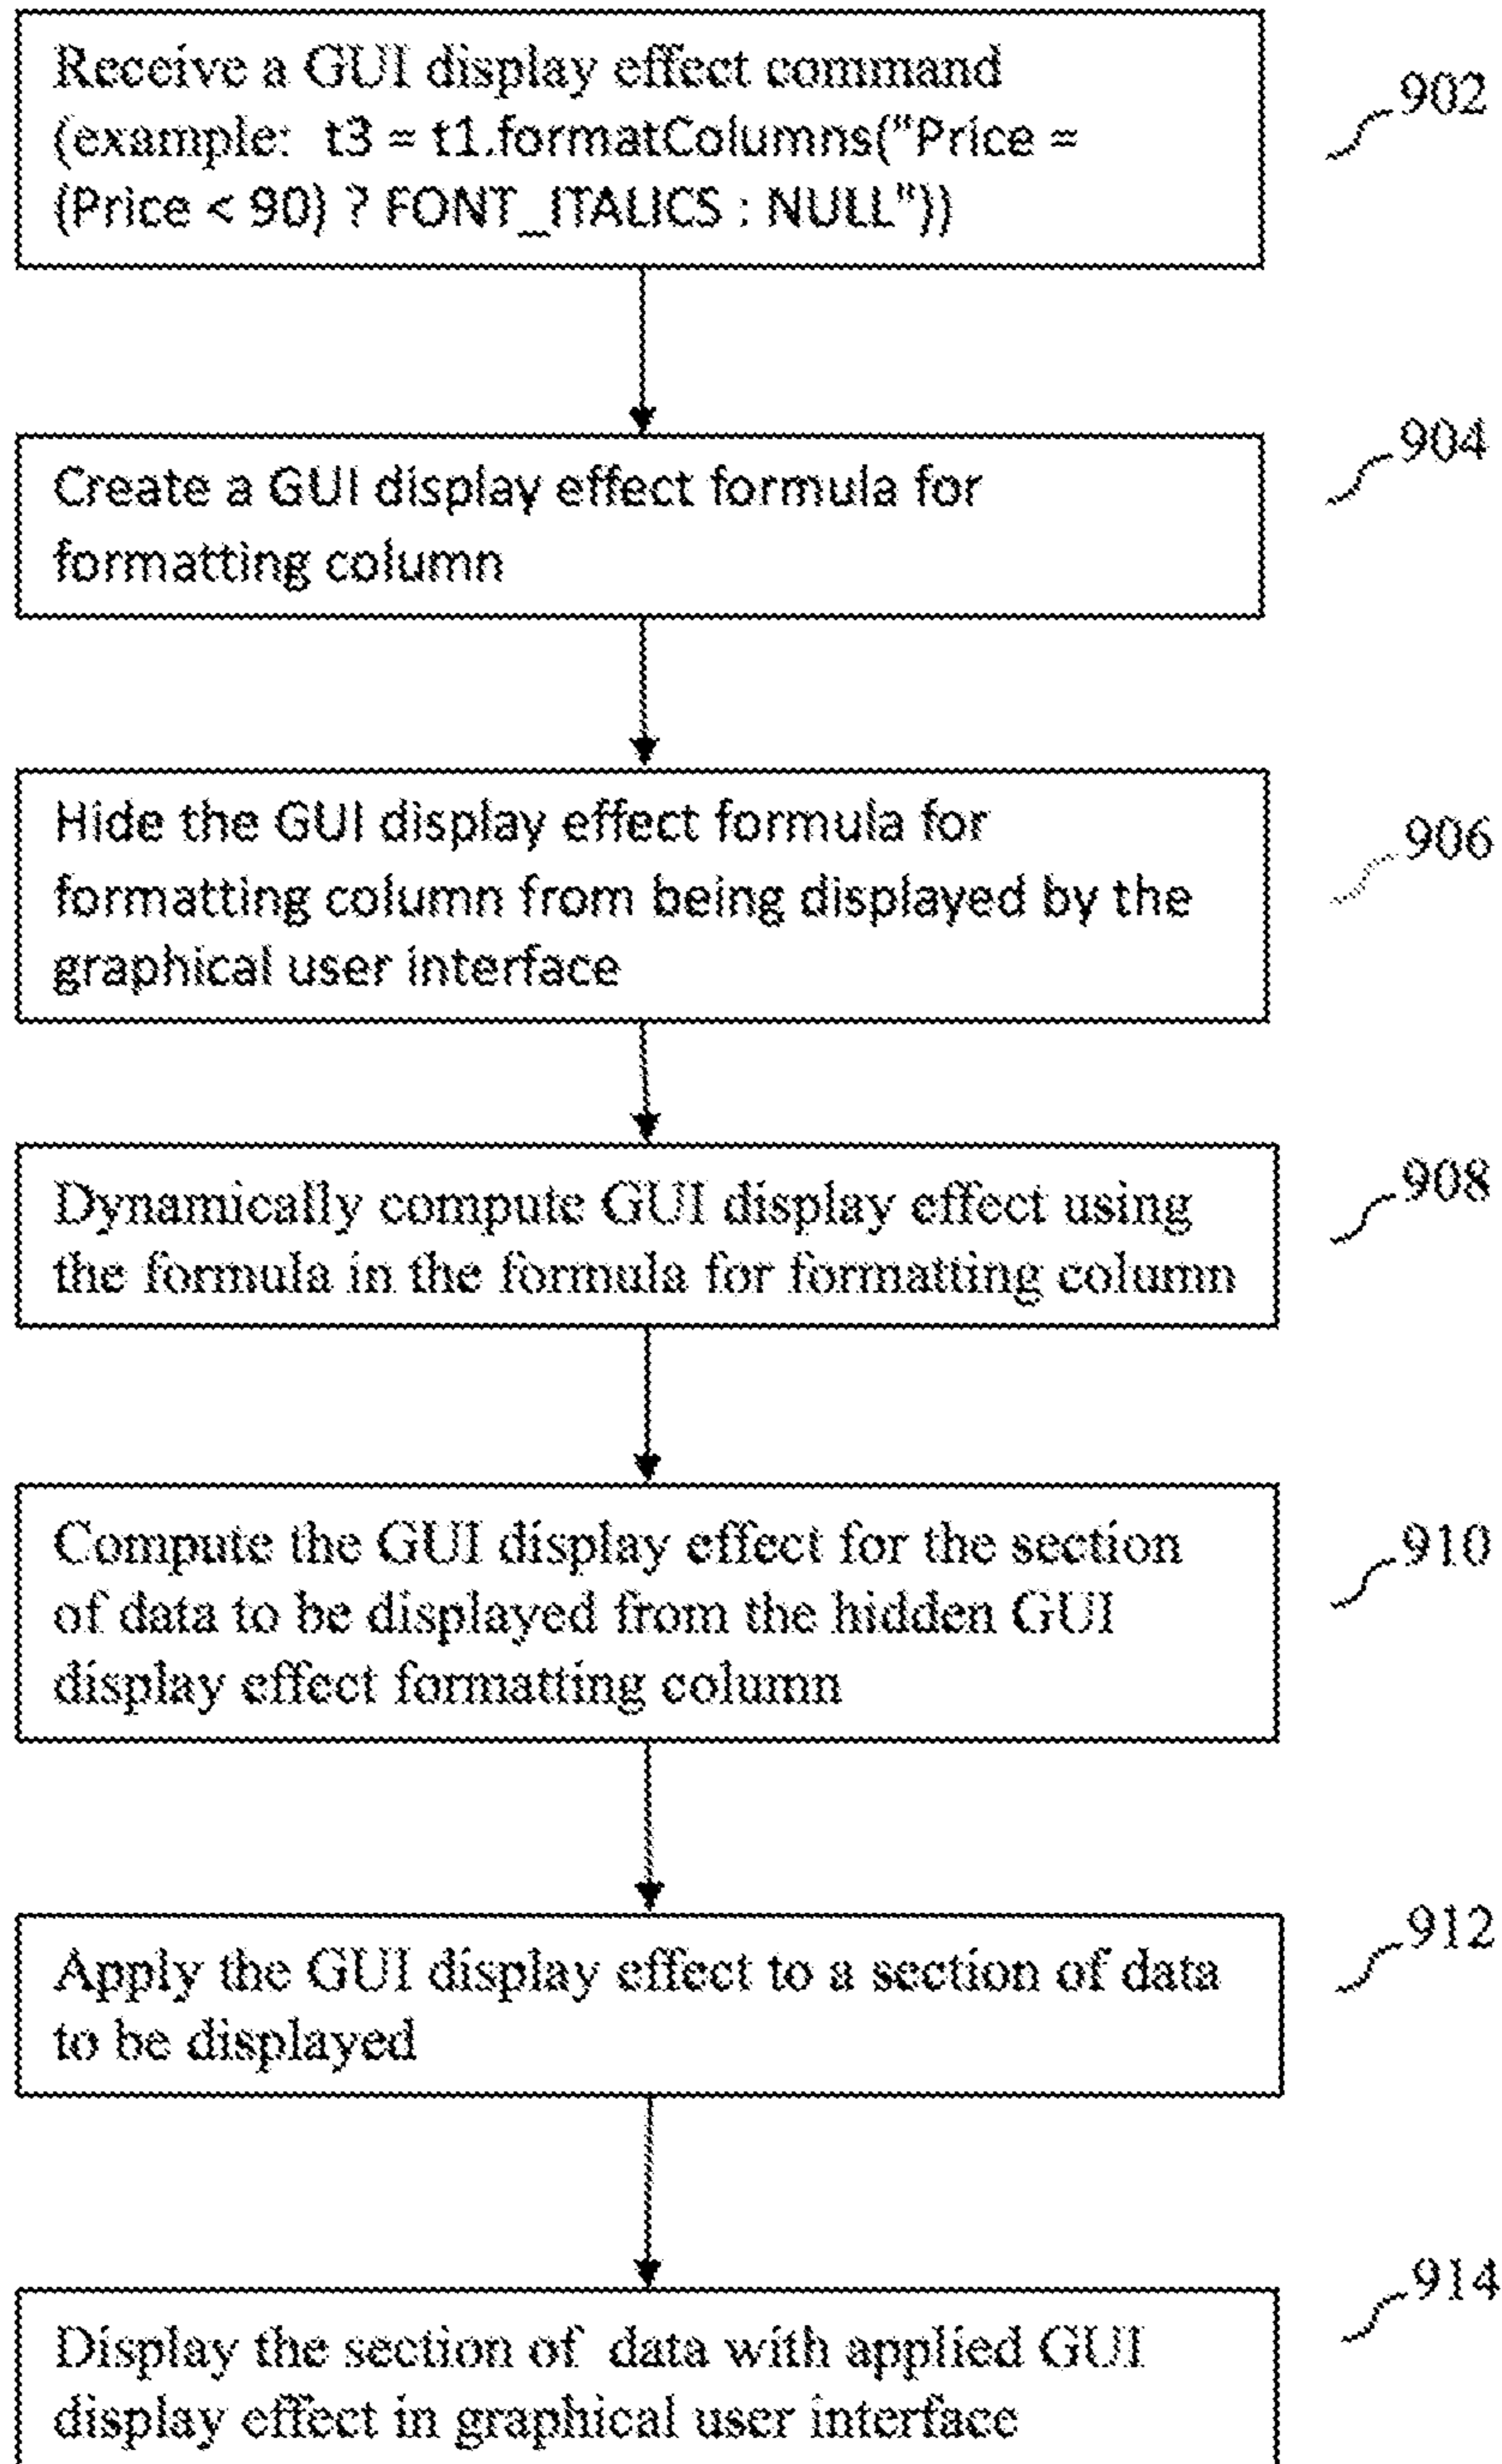 Receive a GUI display effect command
902
(example:  t3 = t1.formatColumns("Price =
(Price < 90) ? FONT_ITALICS : NULL"))
Create a GUI display effect formula for
904
formatting column
Hide the GUI display effect formula for
906
formatting column from being displayed by the
graphical user interface
Dynamically compute GUI display effect using
908
the formula in the formula for formatting column
Compute the GUI display effect for the section
910
of data to be displayed from the hidden GUI
display effect formatting column
Apply the GUI display effect to a section of data
912
to be displayed
Display the section of  data with applied GUI
914
display effect in graphical user interface